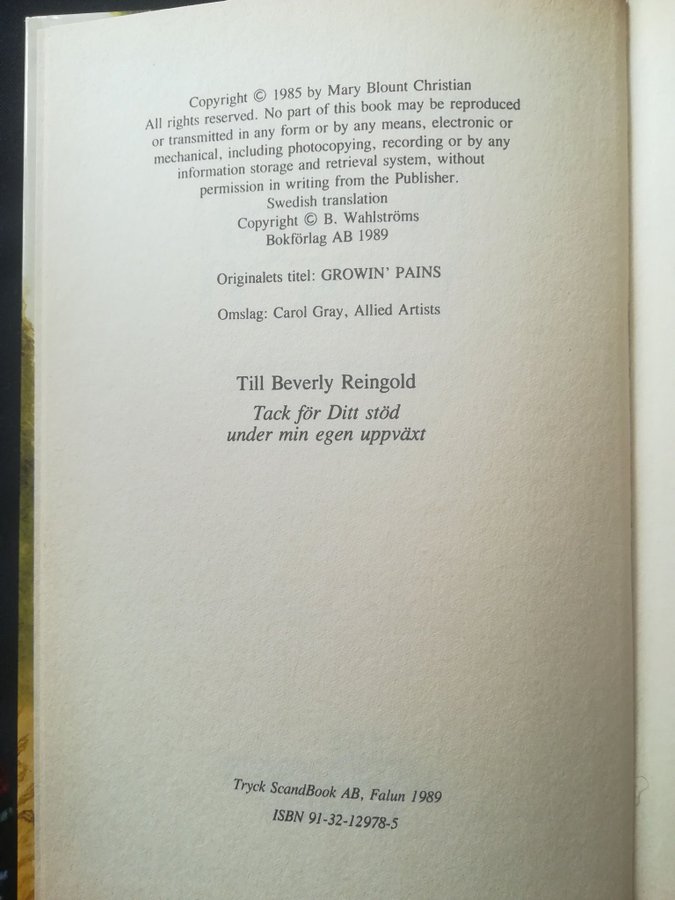 Copyright © 1985 by Mary Blount Christian
All rights reserved. No part of this book may be reproduced
or transmitted in any form or by any means, electronic or
mechanical, including photocopying, recording or by any
information storage and retrieval system, without
permission in writing from the Publisher.
Swedish translation
Copyright © B. Wahlströms
Bokförlag AB 1989
Originalets titel: GROWIN' PAINS
Omslag: Carol Gray, Allied Artists
Till Beverly Reingold
Tack för Ditt stöd
under min egen uppväxt
Tryck ScandBook AB, Falun 1989
ISBN 91-32-12978-5